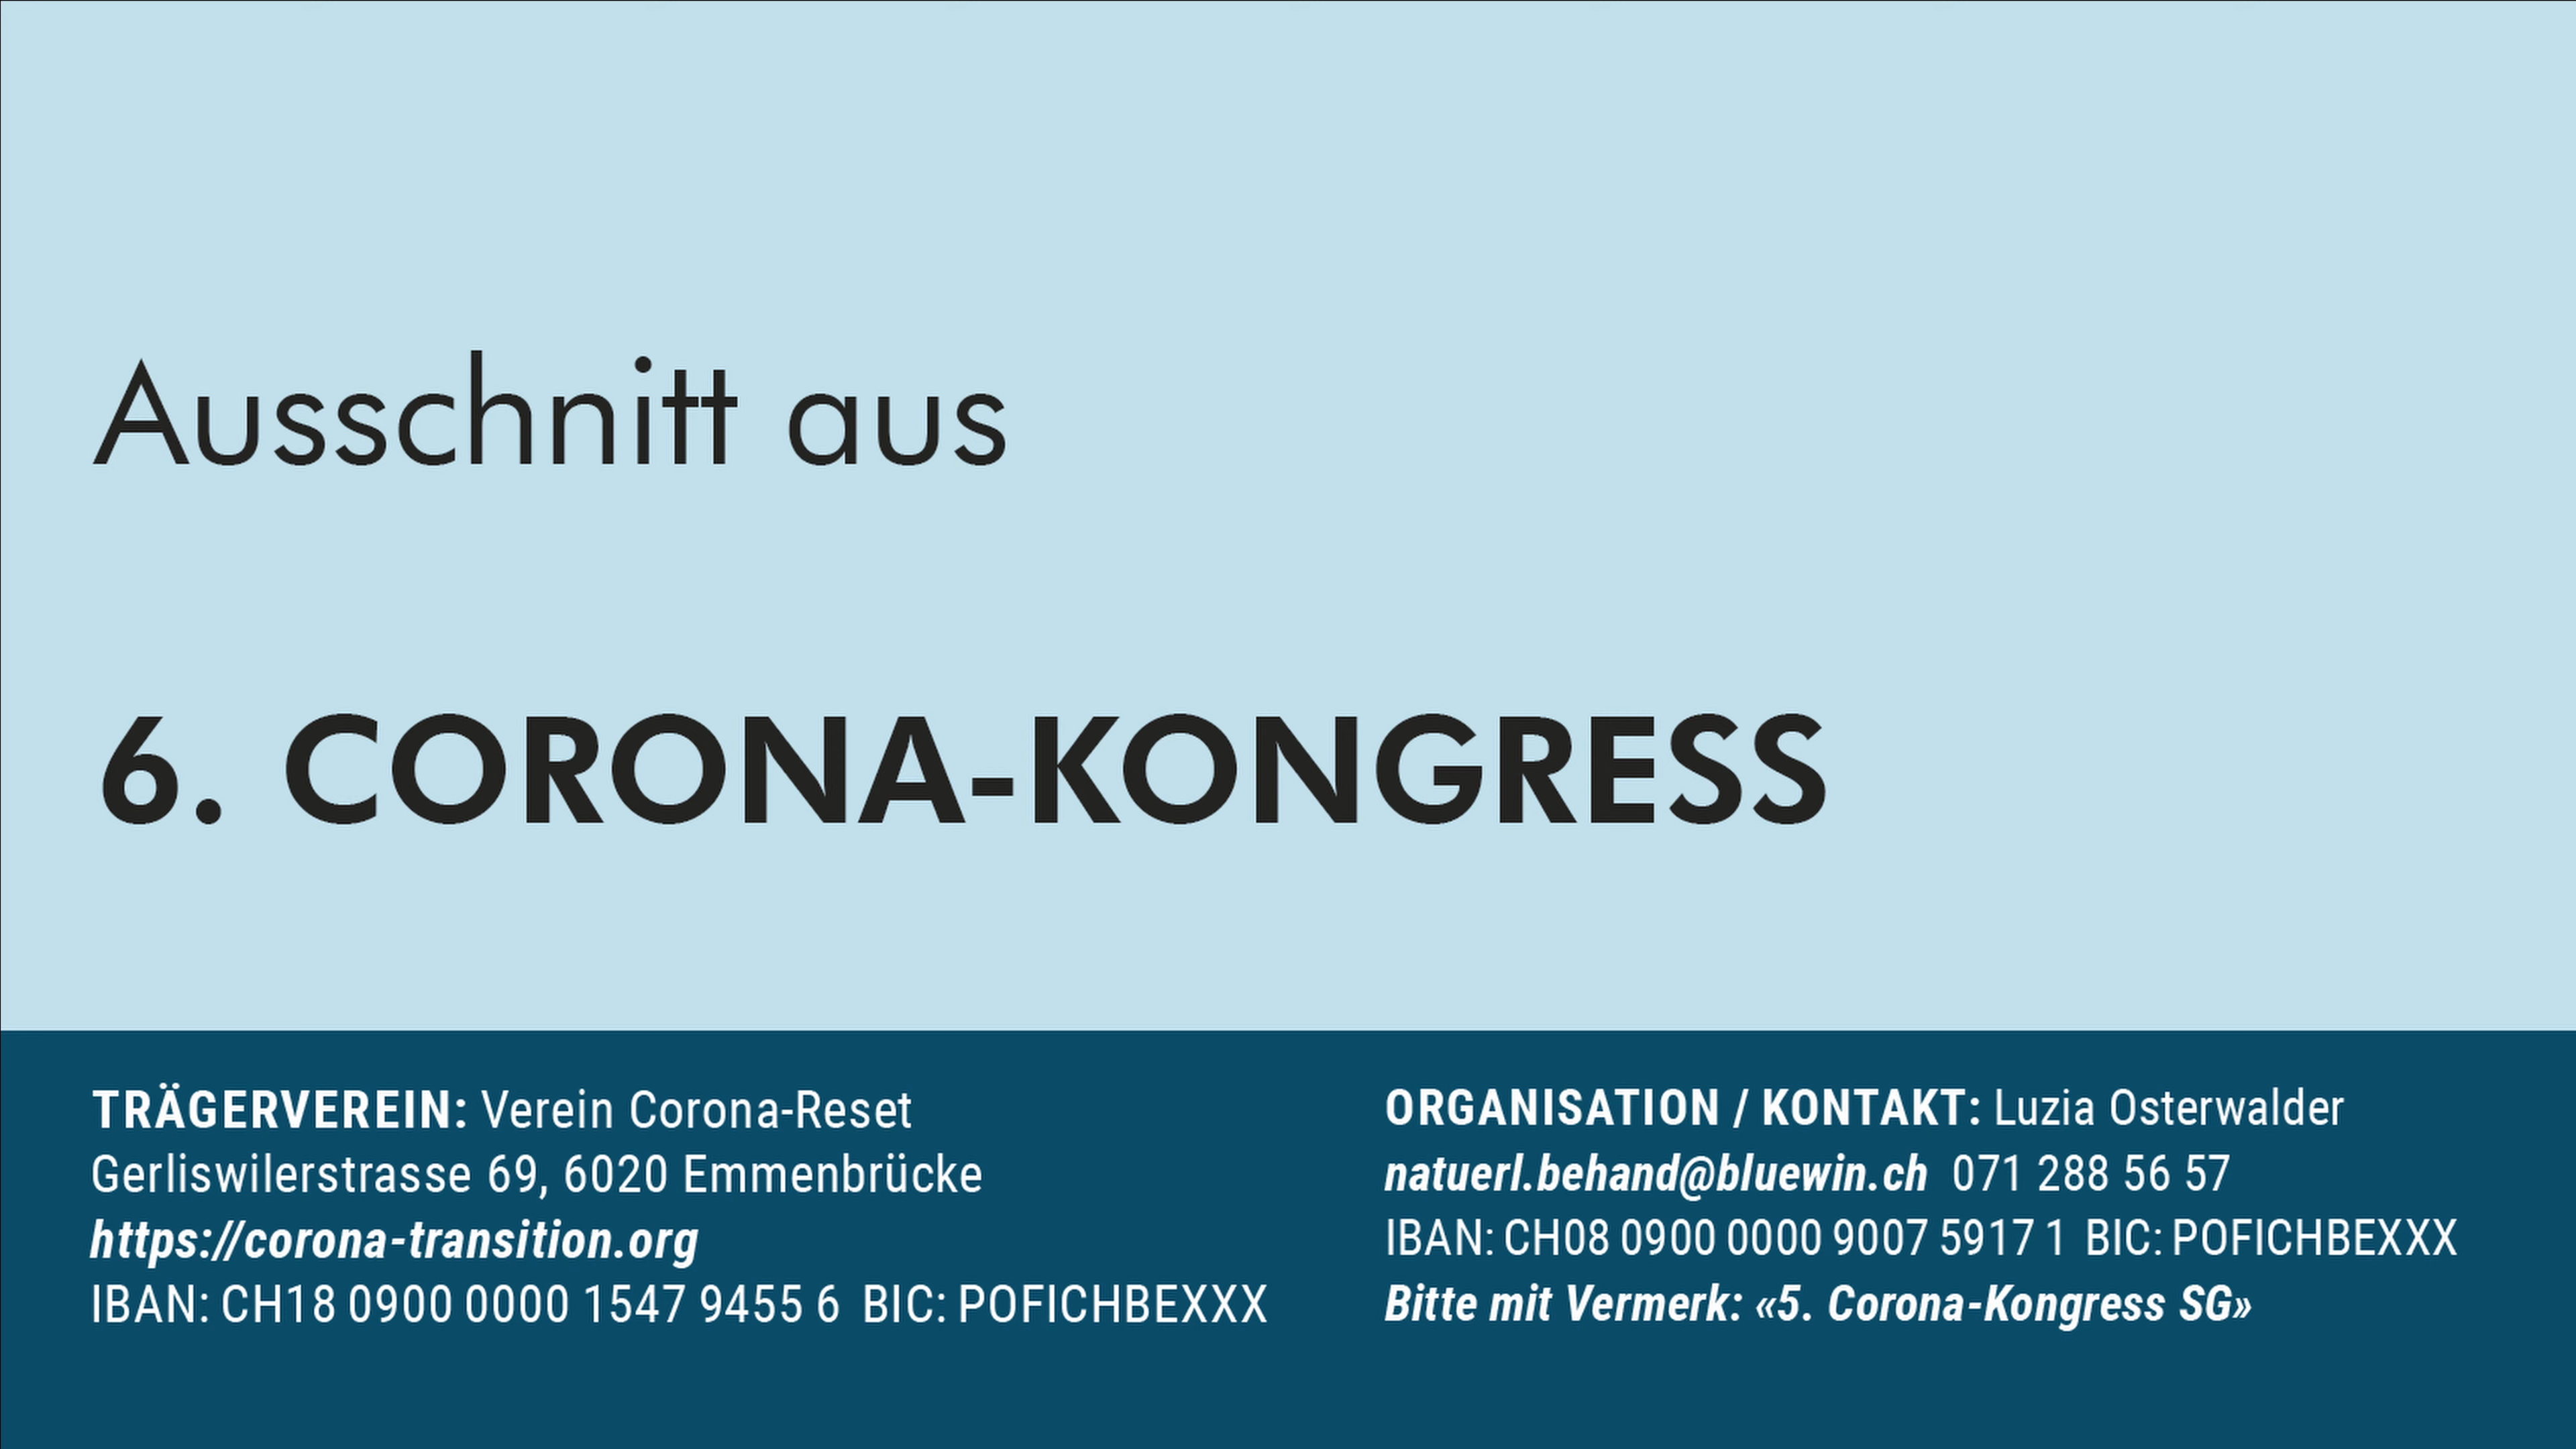 Ausschnitt aus
6. CORONA-KONGRESS
TRÄGERVEREIN: Verein Corona-Reset
Gerliswilerstrasse 69, 6020 Emmenbrücke
https://corona-transition.org
IBAN: CH18 0900 0000 1547 9455 6 BIC: POFICHBEXXX
ORGANISATION / KONTAKT: Luzia Osterwalder
natuerl.behand@bluewin.ch 071 288 56 57
IBAN: CH08 0900 0000 9007 5917 1 BIC: POFICHBEXXX
Bitte mit Vermerk: «5. Corona-Kongress SG»